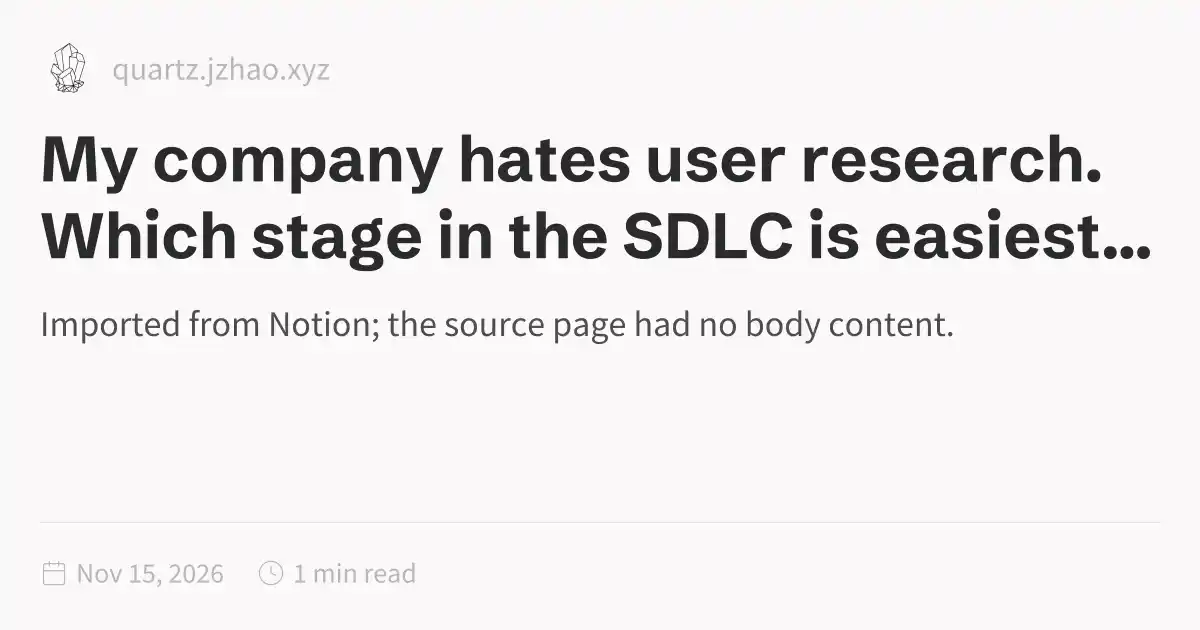 quartz.jzhao.xyz
My company hates user research.
Which stage in the SDLC is easiest...
Imported from Notion; the source page had no body content.
Nov 15, 2026 1 min read